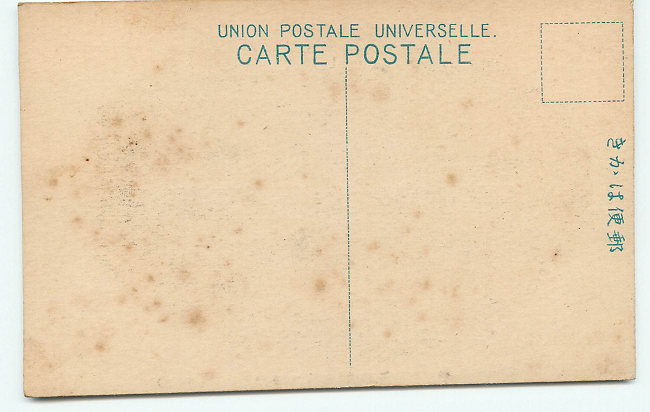 UNION POSTALE UNIVERSELLE.
CARTE POSTALE
きかは便郵